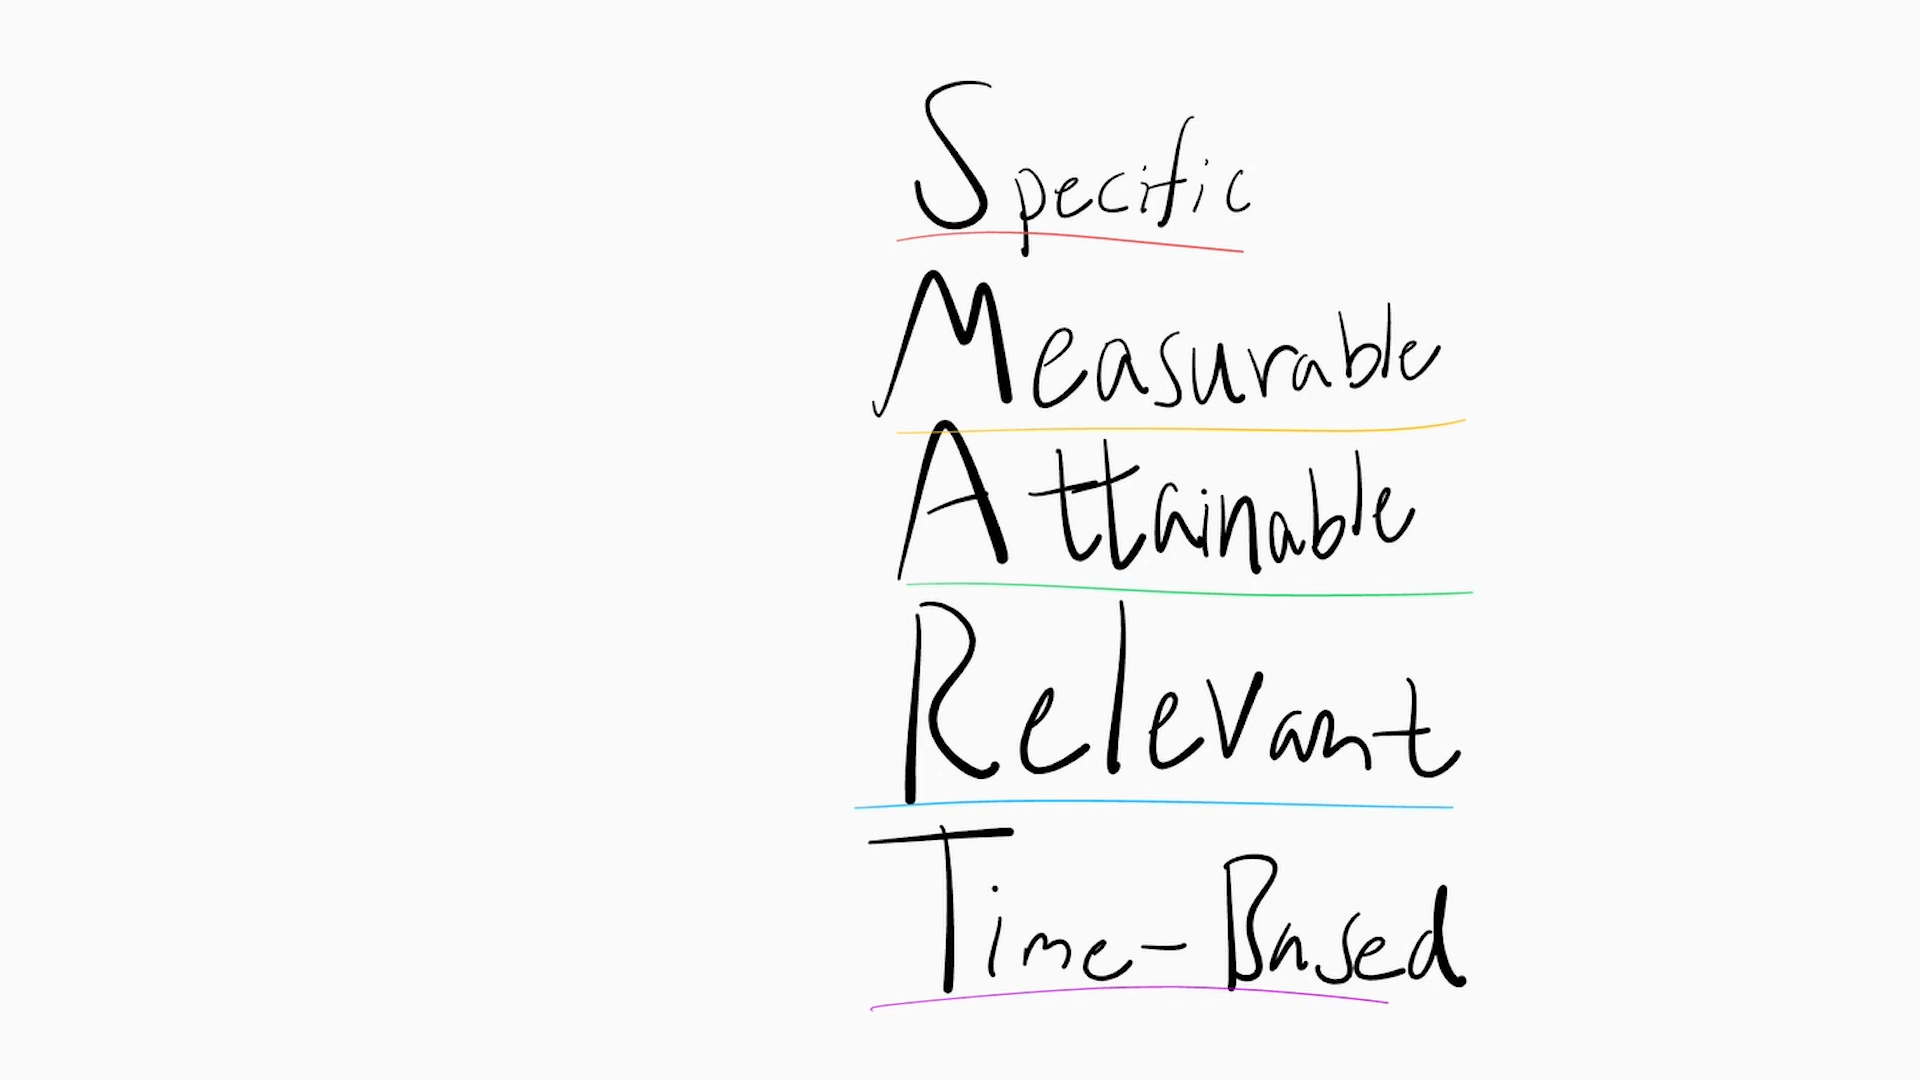 Specific
Measurable
Attainable
Relevant
Time-Based